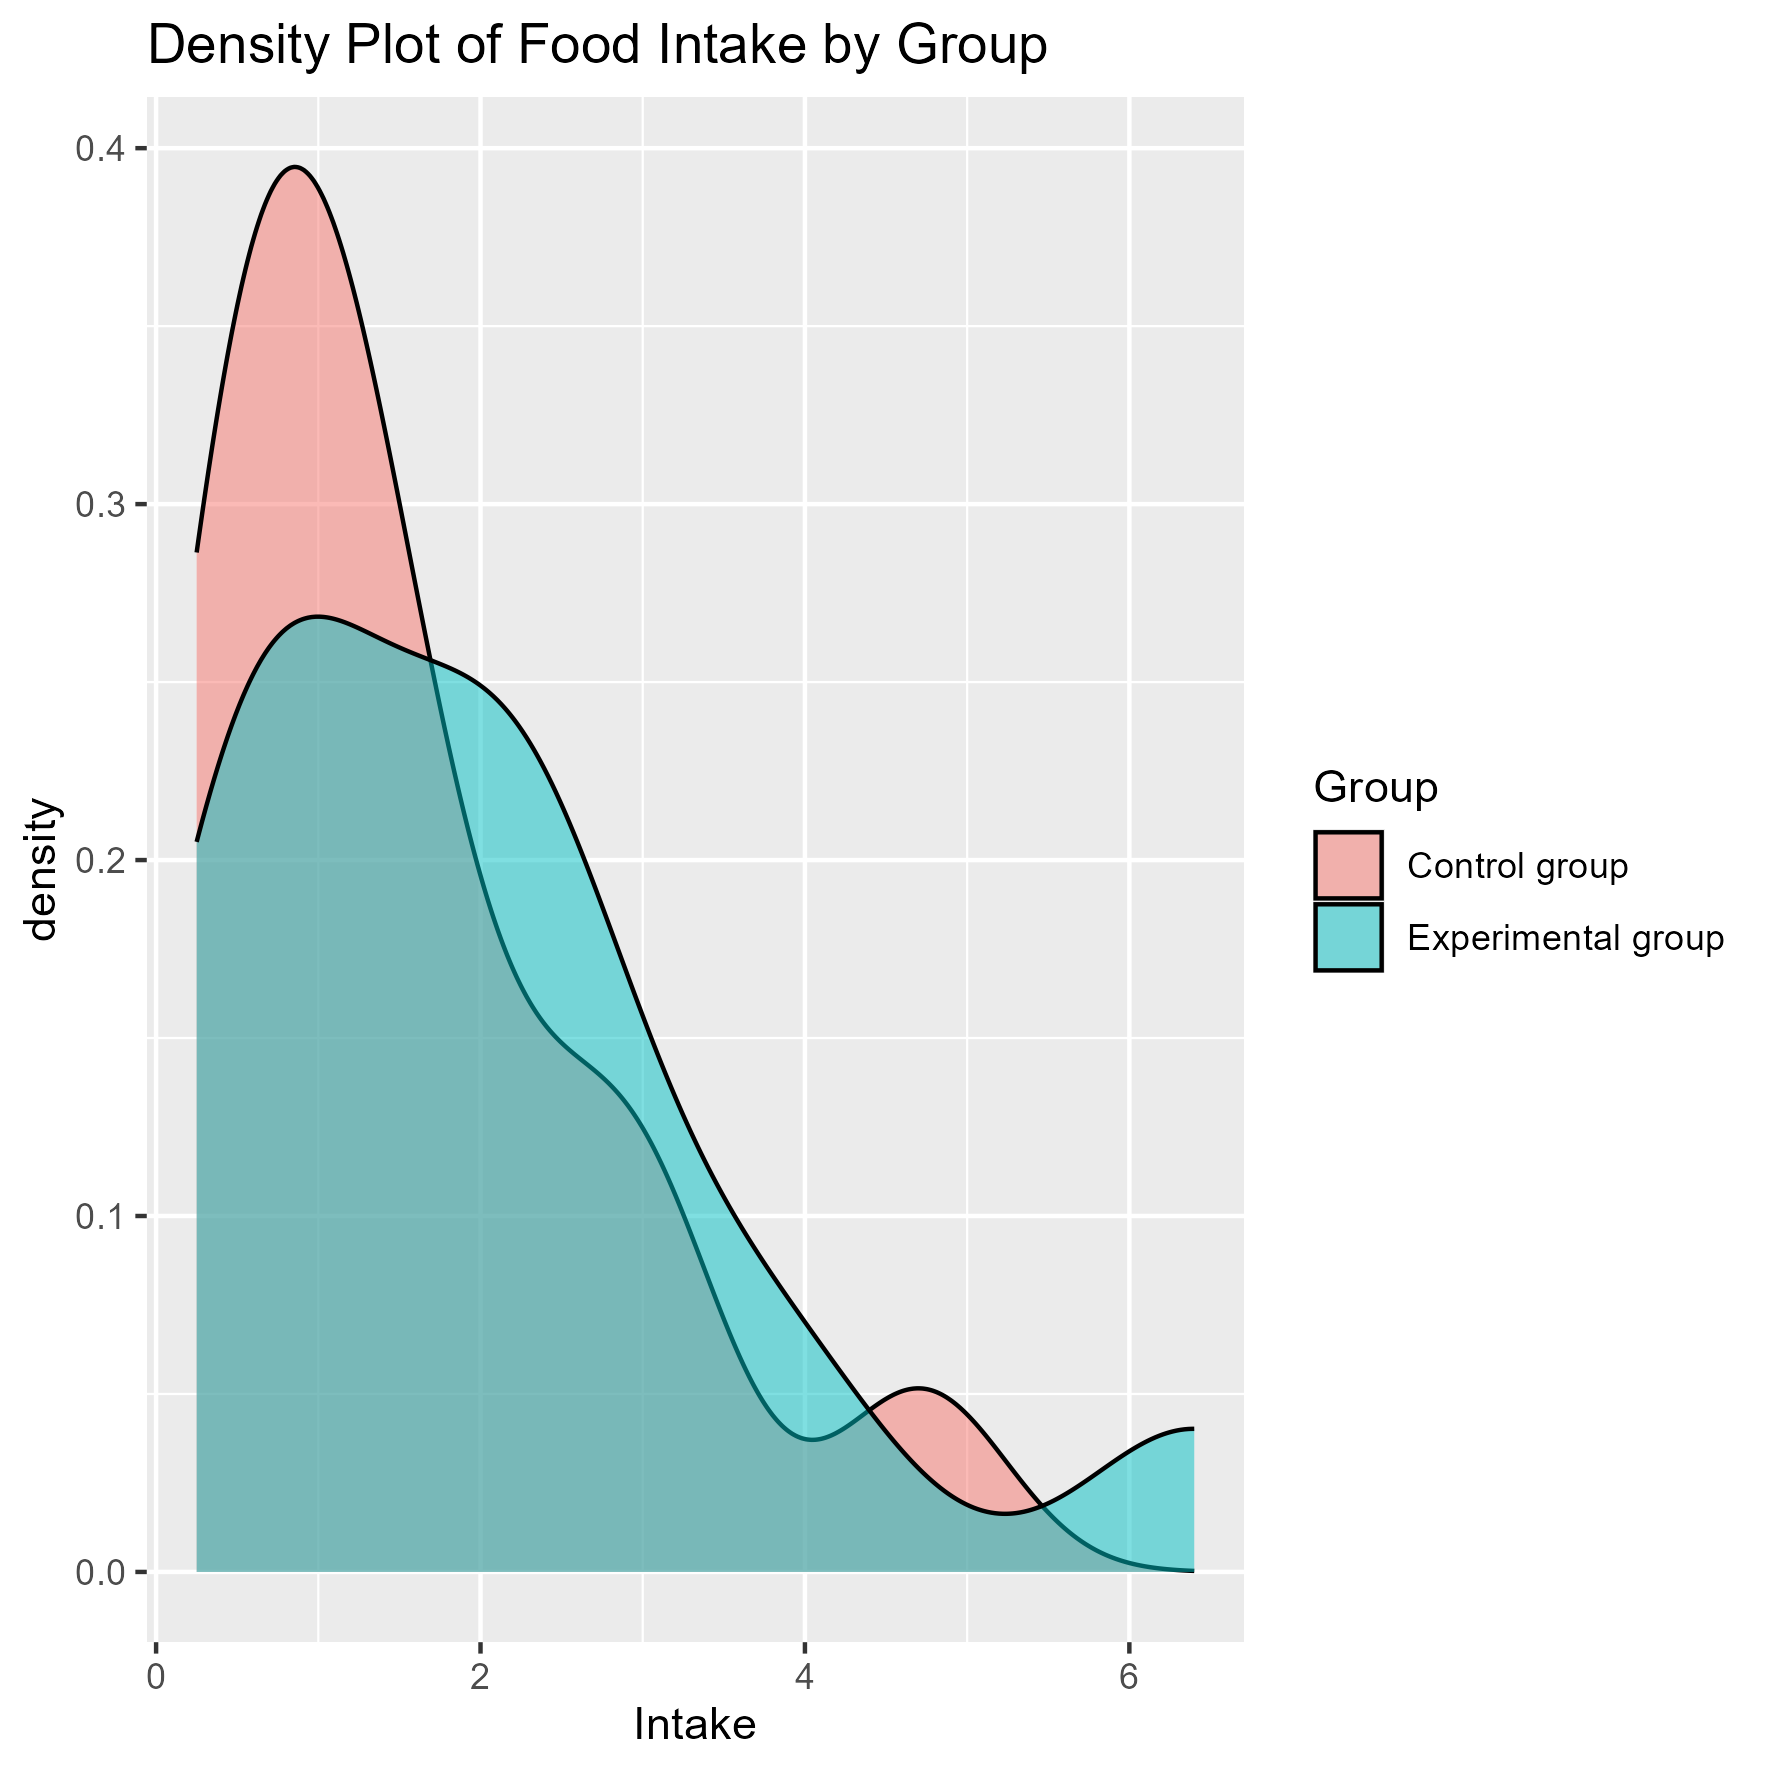 Density Plot of Food Intake by Group
0.4
0.3
0.2
0.1
0.0
density
0 2 4 6
Intake
Group
Control group
Experimental group